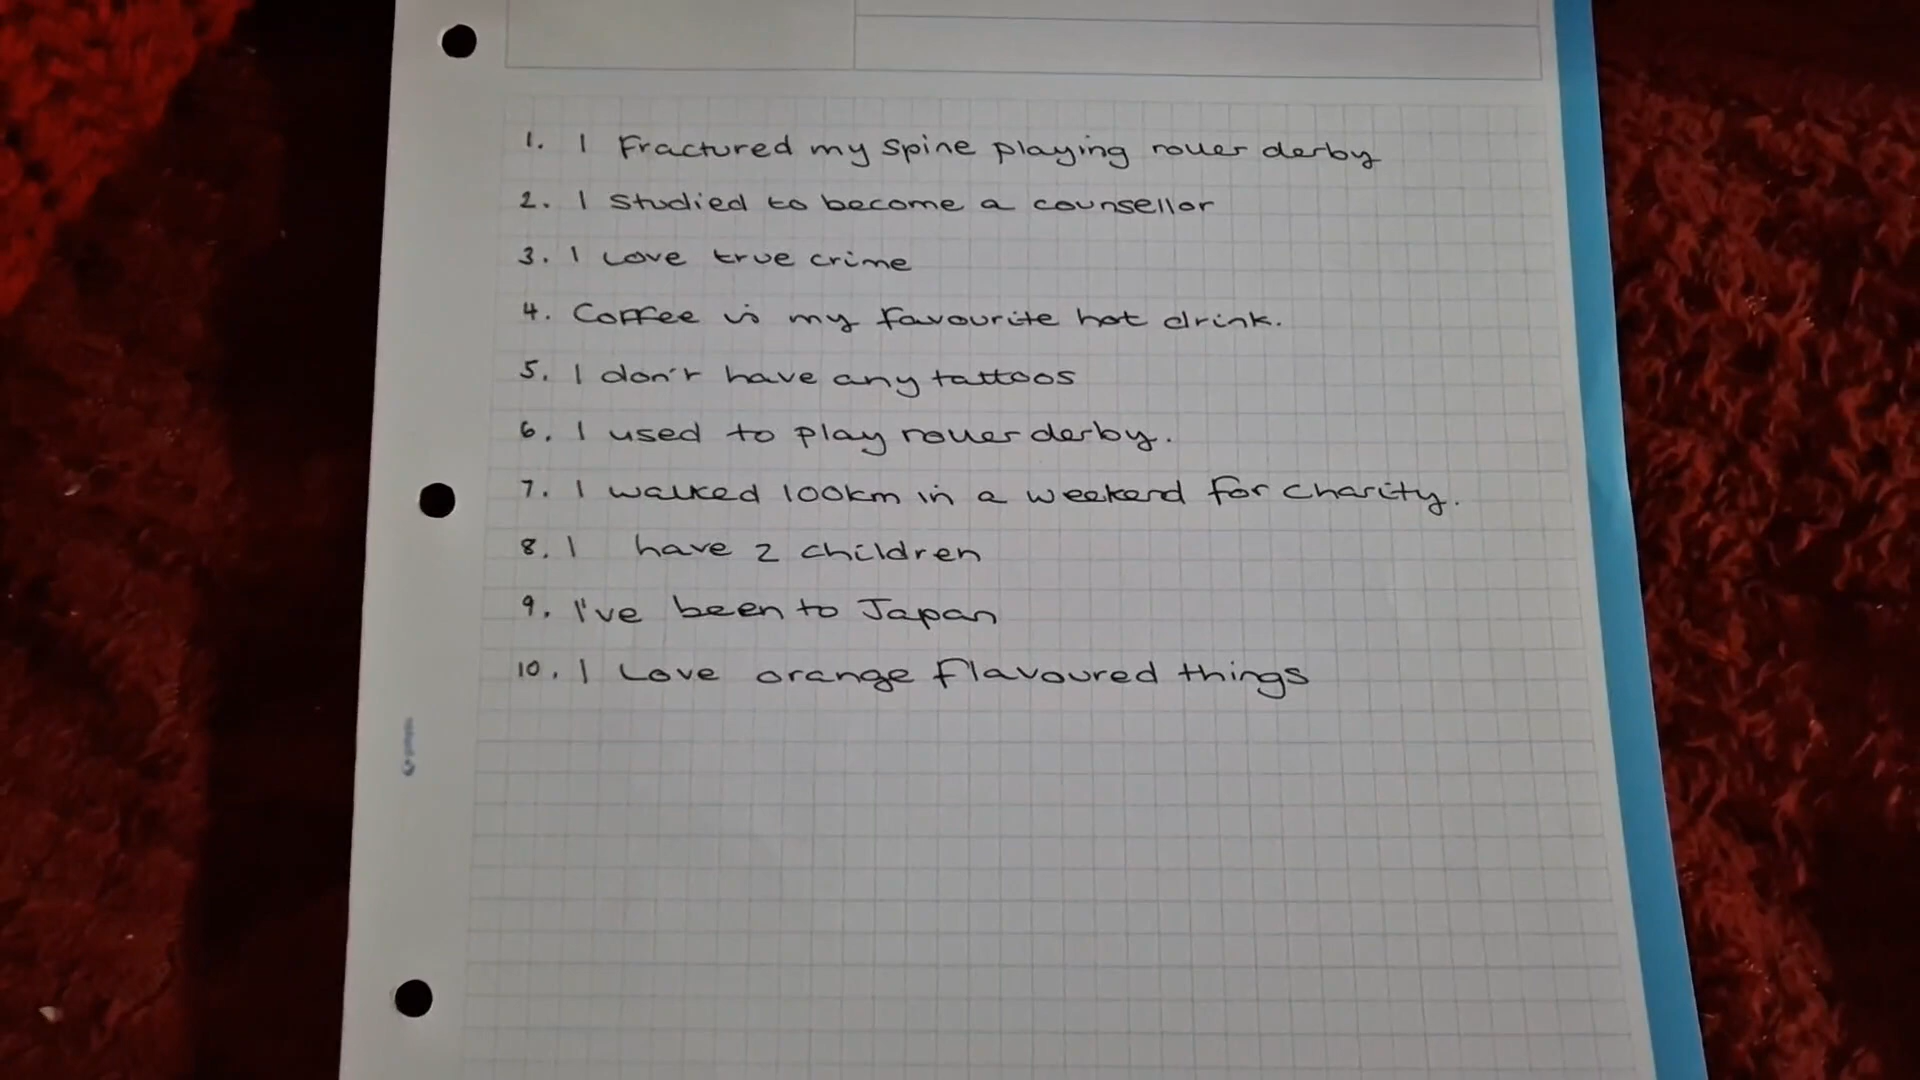 1. I Fractured my spine playing roller derby
2. I studied to become a counsellor
3. I love true crime
4. Coffee is my favourite hot drink.
5. I don't have any tattoos
6. I used to play roller derby.
7. I walked 100km in a weekend for charity.
8. I have 2 children
9. I've been to Japan
10. I love orange flavoured things